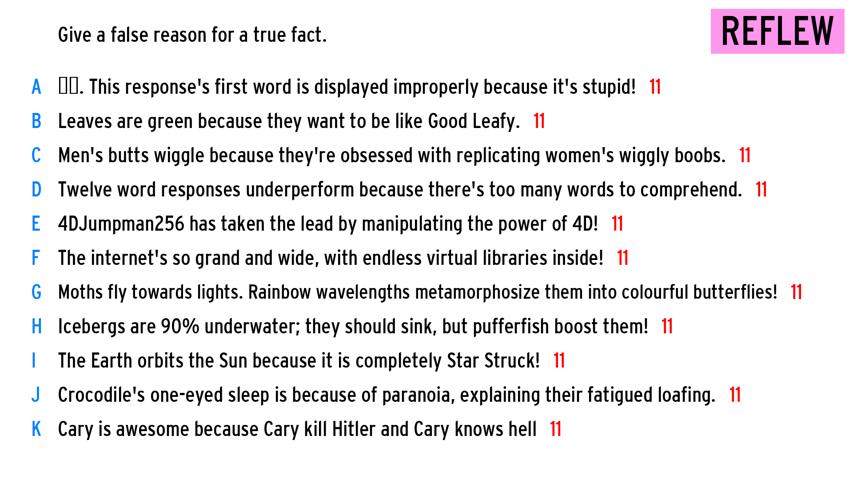 Give a false reason for a true fact.
REFLEW
A ▯▯. This response's first word is displayed improperly because it's stupid! 11
B Leaves are green because they want to be like Good Leafy. 11
C Men's butts wiggle because they're obsessed with replicating women's wiggly boobs. 11
D Twelve word responses underperform because there's too many words to comprehend. 11
E 4DJumpman256 has taken the lead by manipulating the power of 4D! 11
F The internet's so grand and wide, with endless virtual libraries inside! 11
G Moths fly towards lights. Rainbow wavelengths metamorphosize them into colourful butterflies! 11
H Icebergs are 90% underwater; they should sink, but pufferfish boost them! 11
I The Earth orbits the Sun because it is completely Star Struck! 11
J Crocodile's one-eyed sleep is because of paranoia, explaining their fatigued loafing. 11
K Cary is awesome because Cary kill Hitler and Cary knows hell 11